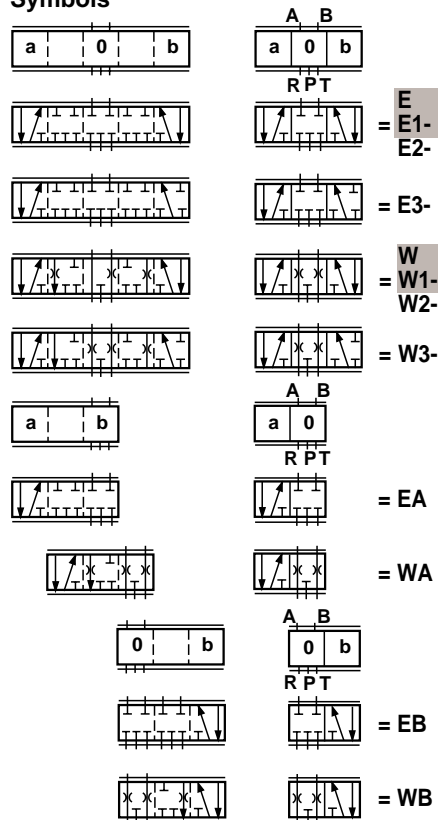 Symbols
A B
a 0 b a 0 b
R P T
E
= E1-
E2-
= E3-
W
= W1-
W2-
= W3-
A B
a b a 0
R P T
= EA
= WA
A B
0 b 0 b
R P T
= EB
= WB